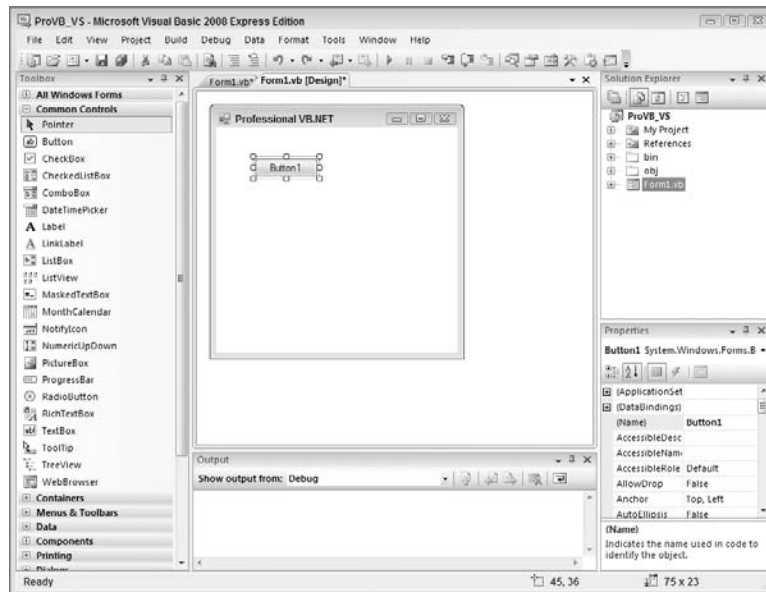 ProVB_VS - Microsoft Visual Basic 2008 Express Edition
File Edit View Project Build Debug Data Format Tools Window Help
Toolbox
All Windows Forms
Common Controls
Pointer
Button
CheckBox
CheckedListBox
ComboBox
DateTimePicker
A Label
A LinkLabel
ListBox
ListView
MaskedTextBox
MonthCalendar
NotifyIcon
NumericUpDown
PictureBox
ProgressBar
RadioButton
RichTextBox
TextBox
ToolTip
TreeView
WebBrowser
Containers
Menus & Toolbars
Data
Components
Printing
Dialogs
Form1.vb* Form1.vb [Design]*
Professional VB.NET
Button1
Output
Show output from: Debug
Solution Explorer
ProVB_VS
My Project
References
bin
obj
Form1.vb
Properties
Button1 System.Windows.Forms.B
(ApplicationSet
(DataBindings)
(Name) Button1
AccessibleDesc
AccessibleNam
AccessibleRole Default
AllowDrop False
Anchor Top, Left
AutoEllipsis False
(Name)
Indicates the name used in code to
identify the object.
Ready 45, 36 75 x 23